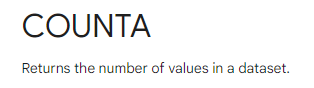 COUNTA
Returns the number of values in a dataset.